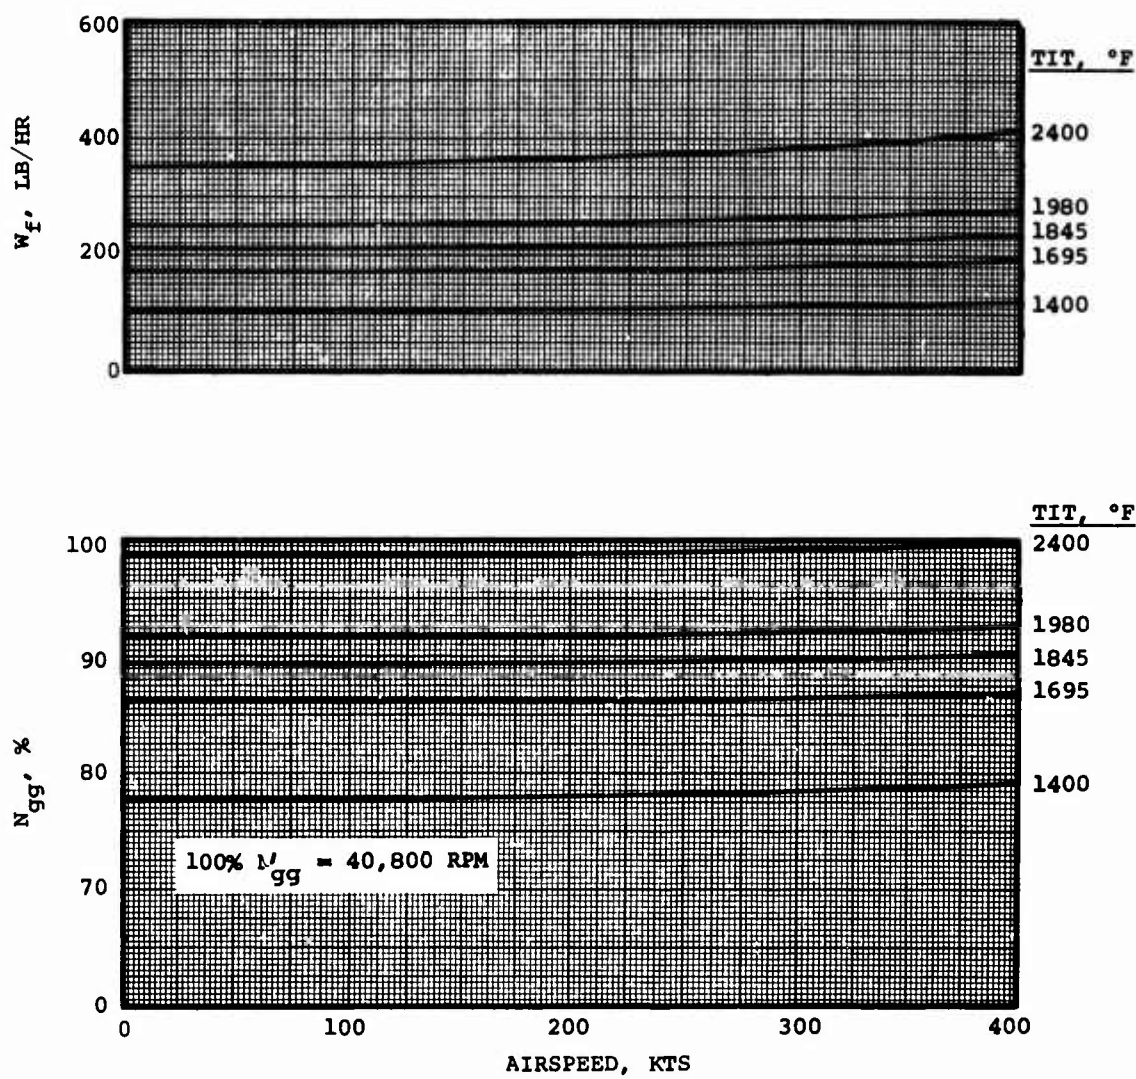 600
400
200
0
W_f, LB/HR
TIT, °F
2400
1980
1845
1695
1400
TIT, °F
2400
1980
1845
1695
1400
100
90
80
70
0
N_gg, %
100% N_gg = 40,800 RPM
0 100 200 300 400
AIRSPEED, KTS